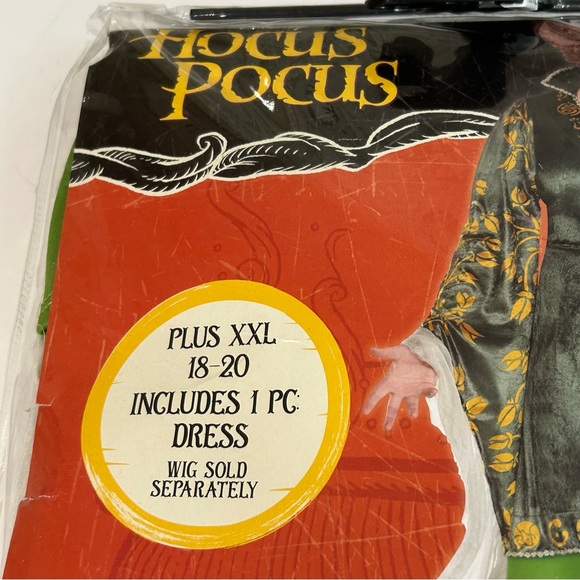 HOCUS
POCUS
PLUS XXL
18-20
INCLUDES 1 PC:
DRESS
WIG SOLD
SEPARATELY